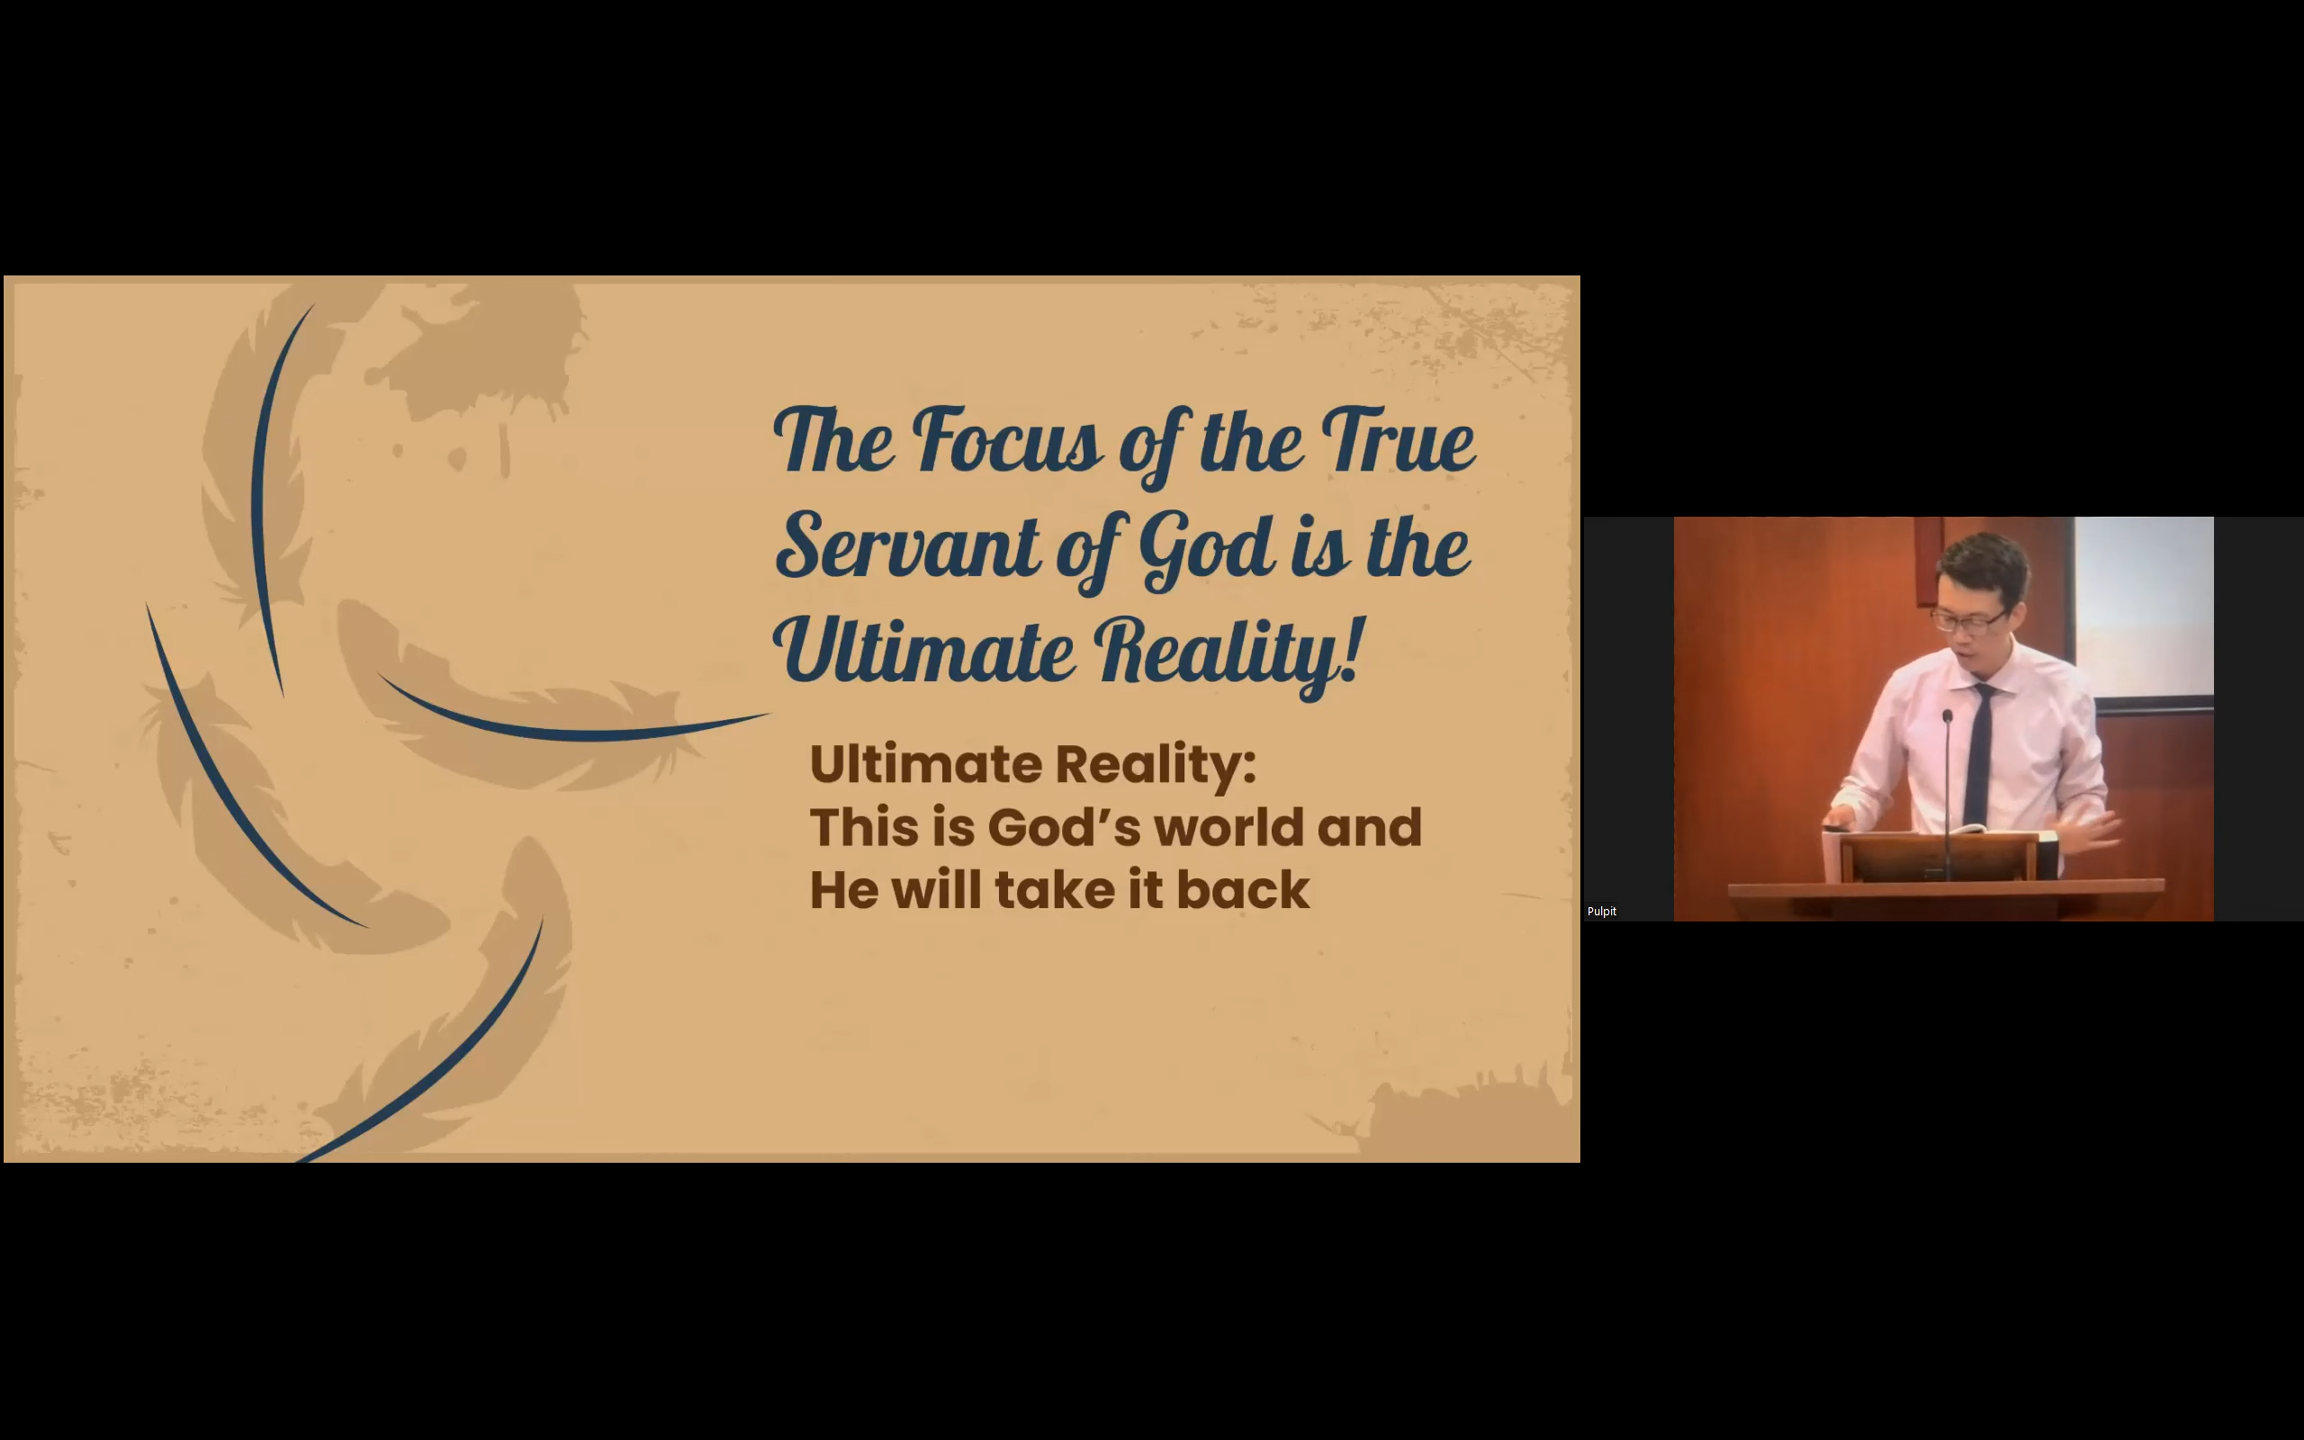 The Focus of the True
Servant of God is the
Ultimate Reality!
Ultimate Reality:
This is God’s world and
He will take it back
Pulpit